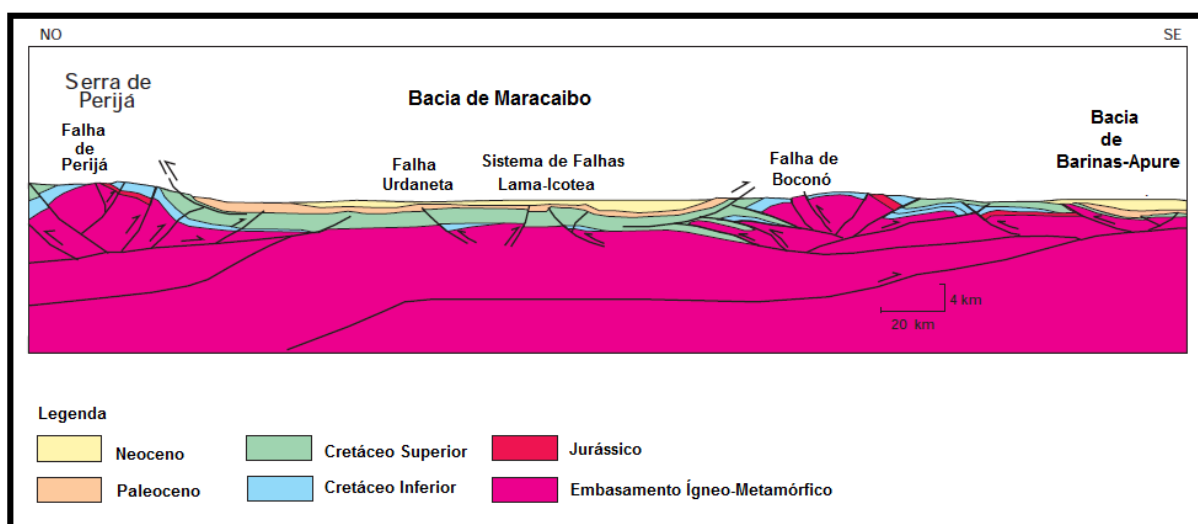 NO
SE
Serra de
Perijá
Bacia de Maracaibo
Bacia
de
Barinas-Apure
Falha
de
Perijá
Falha
Urdaneta
Sistema de Falhas
Lama-Icotea
Falha de
Boconó
4 km
20 km
Legenda
Neoceno
Cretáceo Superior
Jurássico
Paleoceno
Cretáceo Inferior
Embasamento Ígneo-Metamórfico